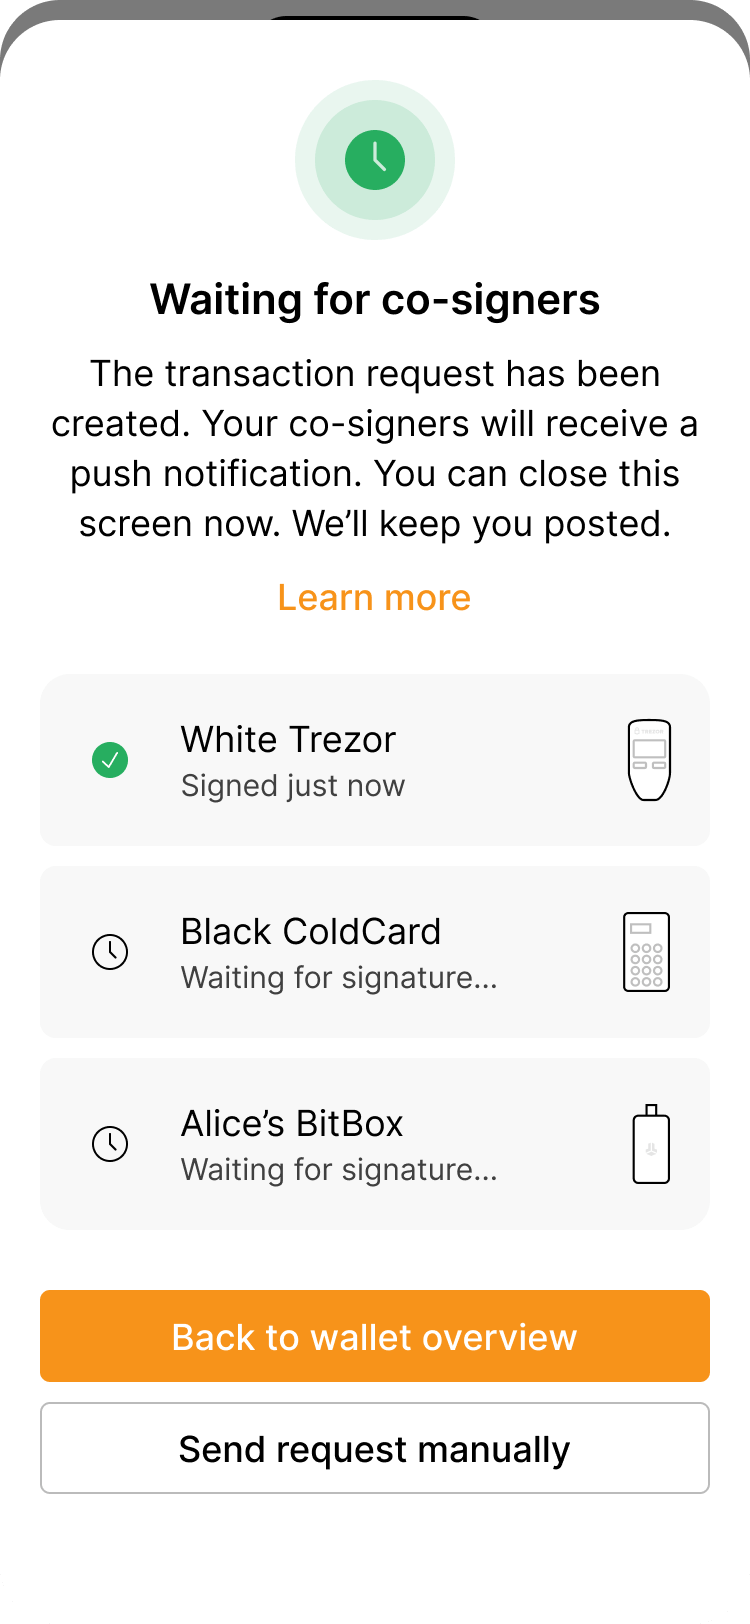 Waiting for co-signers
The transaction request has been
created. Your co-signers will receive a
push notification. You can close this
screen now. We’ll keep you posted.
Learn more
White Trezor
Signed just now
Black ColdCard
Waiting for signature...
Alice’s BitBox
Waiting for signature...
Back to wallet overview
Send request manually